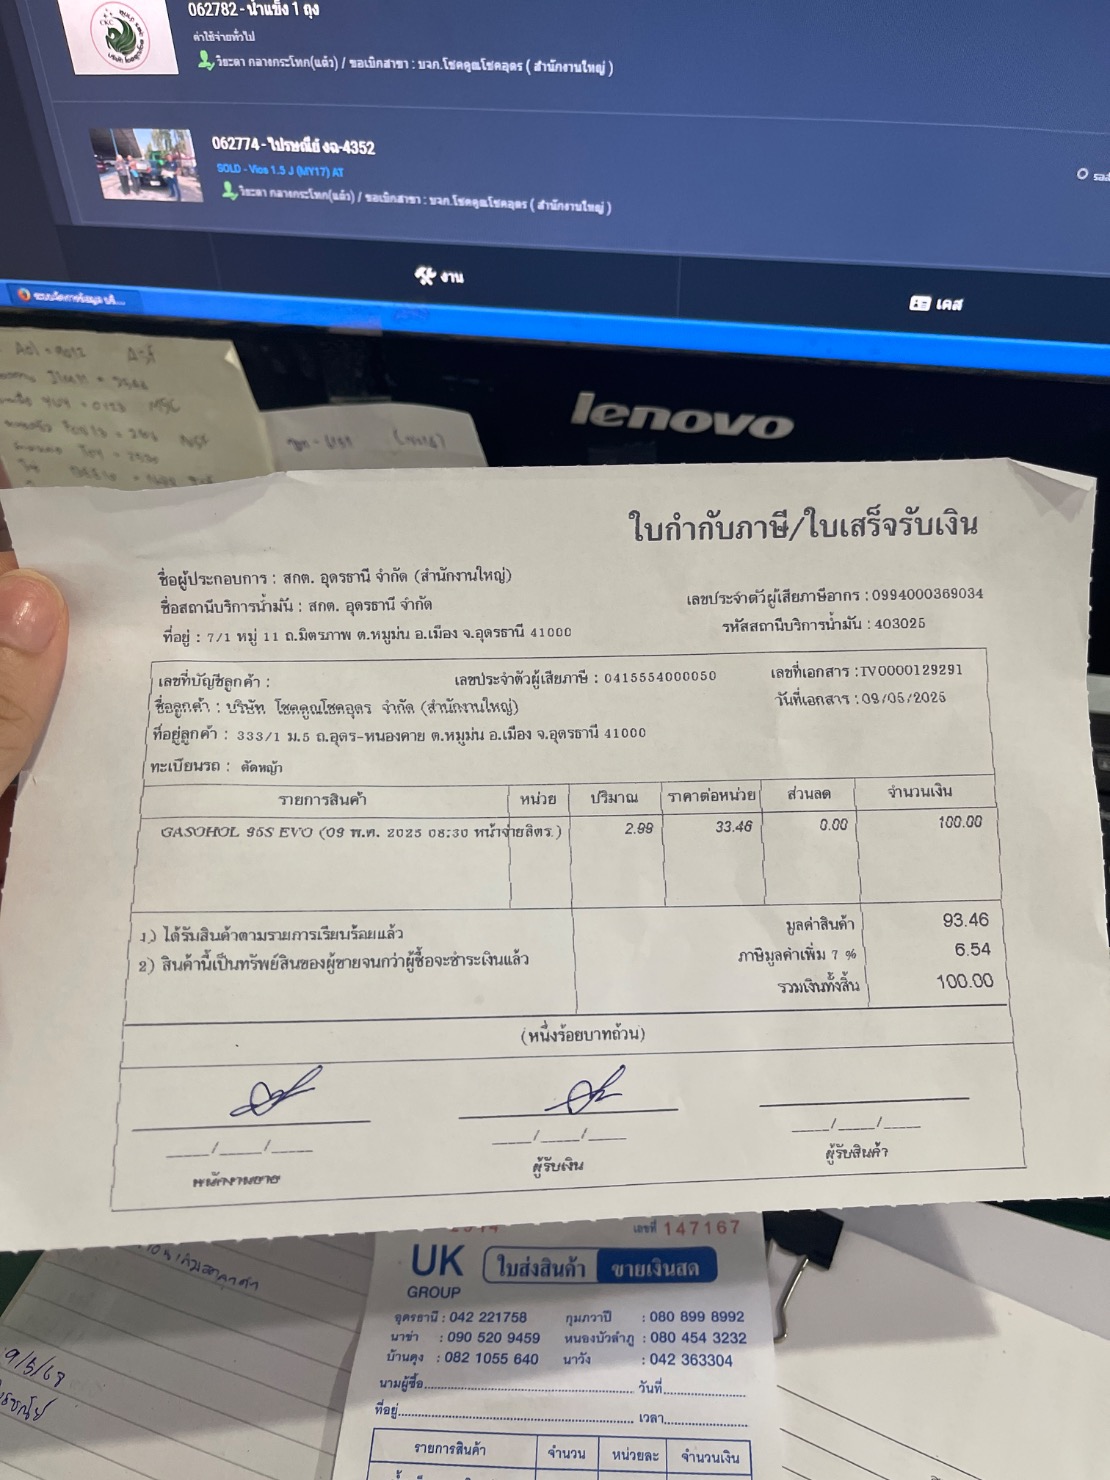 062782 - น้ำแข็ง 1 ถุง
ค่าใช้จ่ายทั่วไป
วิยะดา กลางกระโทก(แต๋ว) / ขอเบิกสาขา : บจก.โชคคูณโชคอุดร ( สำนักงานใหญ่ )
062774 - ไปรษณีย์ งฉ-4352
SOLD - Vios 1.5 J (MY17) AT
วิยะดา กลางกระโทก(แต๋ว) / ขอเบิกสาขา : บจก.โชคคูณโชคอุดร ( สำนักงานใหญ่ )
งาน
เคส
lenovo
ใบกำกับภาษี/ใบเสร็จรับเงิน
ชื่อผู้ประกอบการ : สกต. อุดรธานี จำกัด (สำนักงานใหญ่)
ชื่อสถานีบริการน้ำมัน : สกต. อุดรธานี จำกัด
เลขประจำตัวผู้เสียภาษีอากร : 0994000369034
ที่อยู่ : 7/1 หมู่ 11 ถ.มิตรภาพ ต.หมูม่น อ.เมือง จ.อุดรธานี 41000
รหัสสถานีบริการน้ำมัน : 403025
เลขที่บัญชีลูกค้า : เลขประจำตัวผู้เสียภาษี : 0415554000050 เลขที่เอกสาร : IV0000129291
ชื่อลูกค้า : บริษัท โชคคูณโชคอุดร จำกัด (สำนักงานใหญ่) วันที่เอกสาร : 09/05/2025
ที่อยู่ลูกค้า : 333/1 ม.5 ถ.อุดร-หนองคาย ต.หมูม่น อ.เมือง จ.อุดรธานี 41000
ทะเบียนรถ : ตัดหญ้า
รายการสินค้า หน่วย ปริมาณ ราคาต่อหน่วย ส่วนลด จำนวนเงิน
GASOHOL 95S EVO (09 พ.ค. 2025 08:30 หน้าจ่ายลิตร.) 2.99 33.46 0.00 100.00
1.) ได้รับสินค้าตามรายการเรียบร้อยแล้ว
มูลค่าสินค้า 93.46
2) สินค้านี้เป็นทรัพย์สินของผู้ขายจนกว่าผู้ซื้อจะชำระเงินแล้ว
ภาษีมูลค่าเพิ่ม 7 % 6.54
รวมเงินทั้งสิ้น 100.00
(หนึ่งร้อยบาทถ้วน)
___/___/___ ___/___/___ ___/___/___
พนักงานขาย ผู้รับเงิน ผู้รับสินค้า
เลขที่ 147167
UK GROUP ใบส่งสินค้า ขายเงินสด
อุดรธานี : 042 221758 กุมภวาปี : 080 899 8992
นาข่า : 090 520 9459 หนองบัวลำภู : 080 454 3232
บ้านดุง : 082 1055 640 นาวัง : 042 363304
นามผู้ซื้อ วันที่
ที่อยู่ เวลา
รายการสินค้า จำนวน หน่วยละ จำนวนเงิน
9/5/68